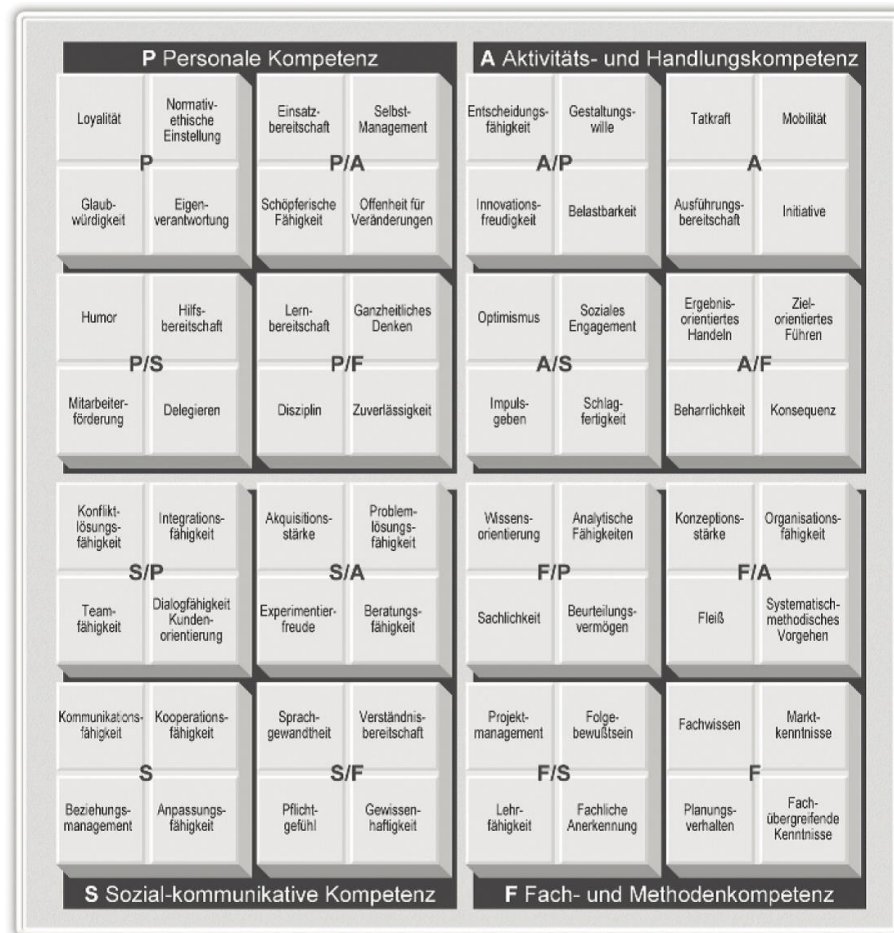 P Personale Kompetenz
Loyalität
Normativ-
ethische
Einstellung
P
Glaub-
würdigkeit
Eigen-
verantwortung
Einsatz-
bereitschaft
Selbst-
Management
P/A
Schöpferische
Fähigkeit
Offenheit für
Veränderungen
Humor
Hilfs-
bereitschaft
P/S
Mitarbeiter-
förderung
Delegieren
Lern-
bereitschaft
Ganzheitliches
Denken
P/F
Disziplin
Zuverlässigkeit
A Aktivitäts- und Handlungskompetenz
Entscheidungs-
fähigkeit
Gestaltungs-
wille
A/P
Innovations-
freudigkeit
Belastbarkeit
Tatkraft
Mobilität
A
Ausführungs-
bereitschaft
Initiative
Optimismus
Soziales
Engagement
A/S
Impuls-
geben
Schlag-
fertigkeit
Ergebnis-
orientiertes
Handeln
Ziel-
orientiertes
Führen
A/F
Beharrlichkeit
Konsequenz
Konflikt-
lösungs-
fähigkeit
Integrations-
fähigkeit
S/P
Team-
fähigkeit
Dialogfähigkeit
Kunden-
orientierung
Akquisitions-
stärke
Problem-
lösungs-
fähigkeit
S/A
Experimentier-
freude
Beratungs-
fähigkeit
Kommunikations-
fähigkeit
Kooperations-
fähigkeit
S
Beziehungs-
management
Anpassungs-
fähigkeit
Sprach-
gewandtheit
Verständnis-
bereitschaft
S/F
Pflicht-
gefühl
Gewissen-
haftigkeit
S Sozial-kommunikative Kompetenz
Wissens-
orientierung
Analytische
Fähigkeiten
F/P
Sachlichkeit
Beurteilungs-
vermögen
Konzeptions-
stärke
Organisations-
fähigkeit
F/A
Fleiß
Systematisch-
methodisches
Vorgehen
Projekt-
management
Folge-
bewußtsein
F/S
Lehr-
fähigkeit
Fachliche
Anerkennung
Fachwissen
Markt-
kenntnisse
F
Planungs-
verhalten
Fach-
übergreifende
Kenntnisse
F Fach- und Methodenkompetenz